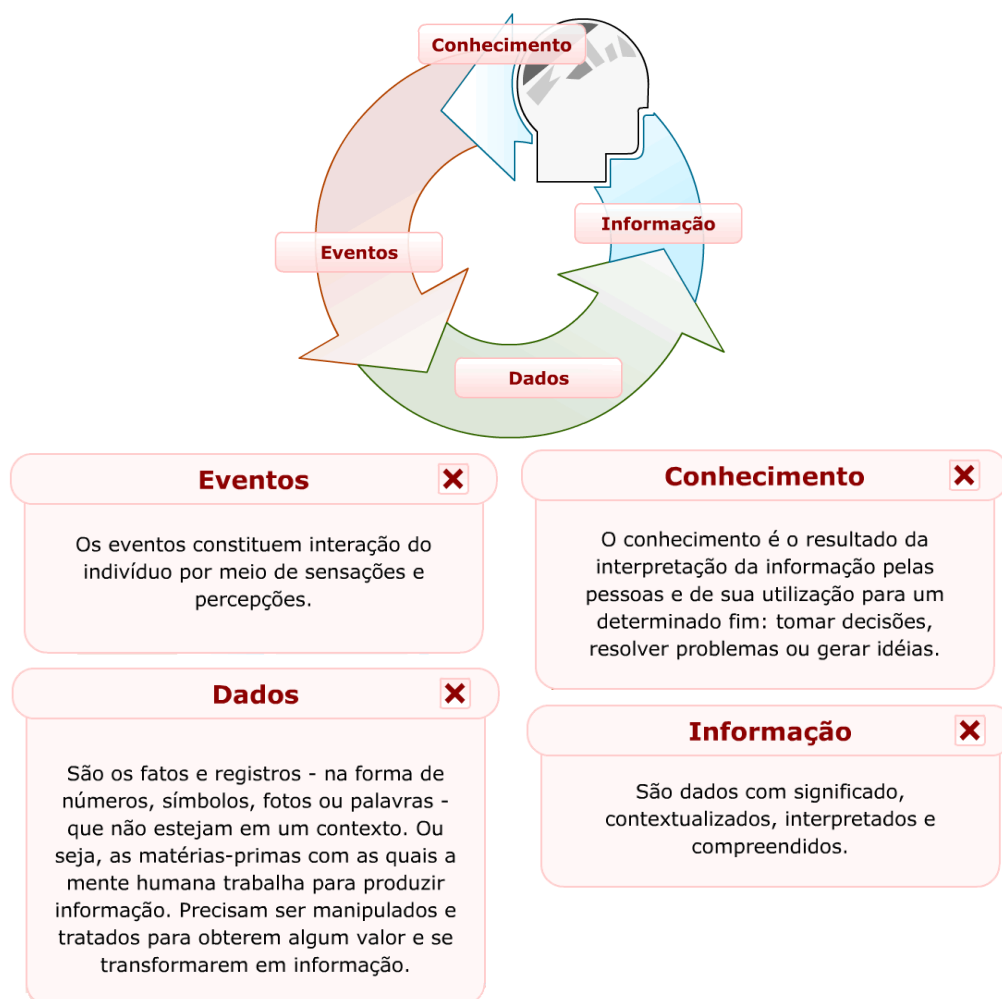 Conhecimento
Informação
Eventos
Dados
Eventos
Os eventos constituem interação do
indivíduo por meio de sensações e
percepções.
Conhecimento
O conhecimento é o resultado da
interpretação da informação pelas
pessoas e de sua utilização para um
determinado fim: tomar decisões,
resolver problemas ou gerar idéias.
Dados
São os fatos e registros - na forma de
números, símbolos, fotos ou palavras -
que não estejam em um contexto. Ou
seja, as matérias-primas com as quais a
mente humana trabalha para produzir
informação. Precisam ser manipulados e
tratados para obterem algum valor e se
transformarem em informação.
Informação
São dados com significado,
contextualizados, interpretados e
compreendidos.